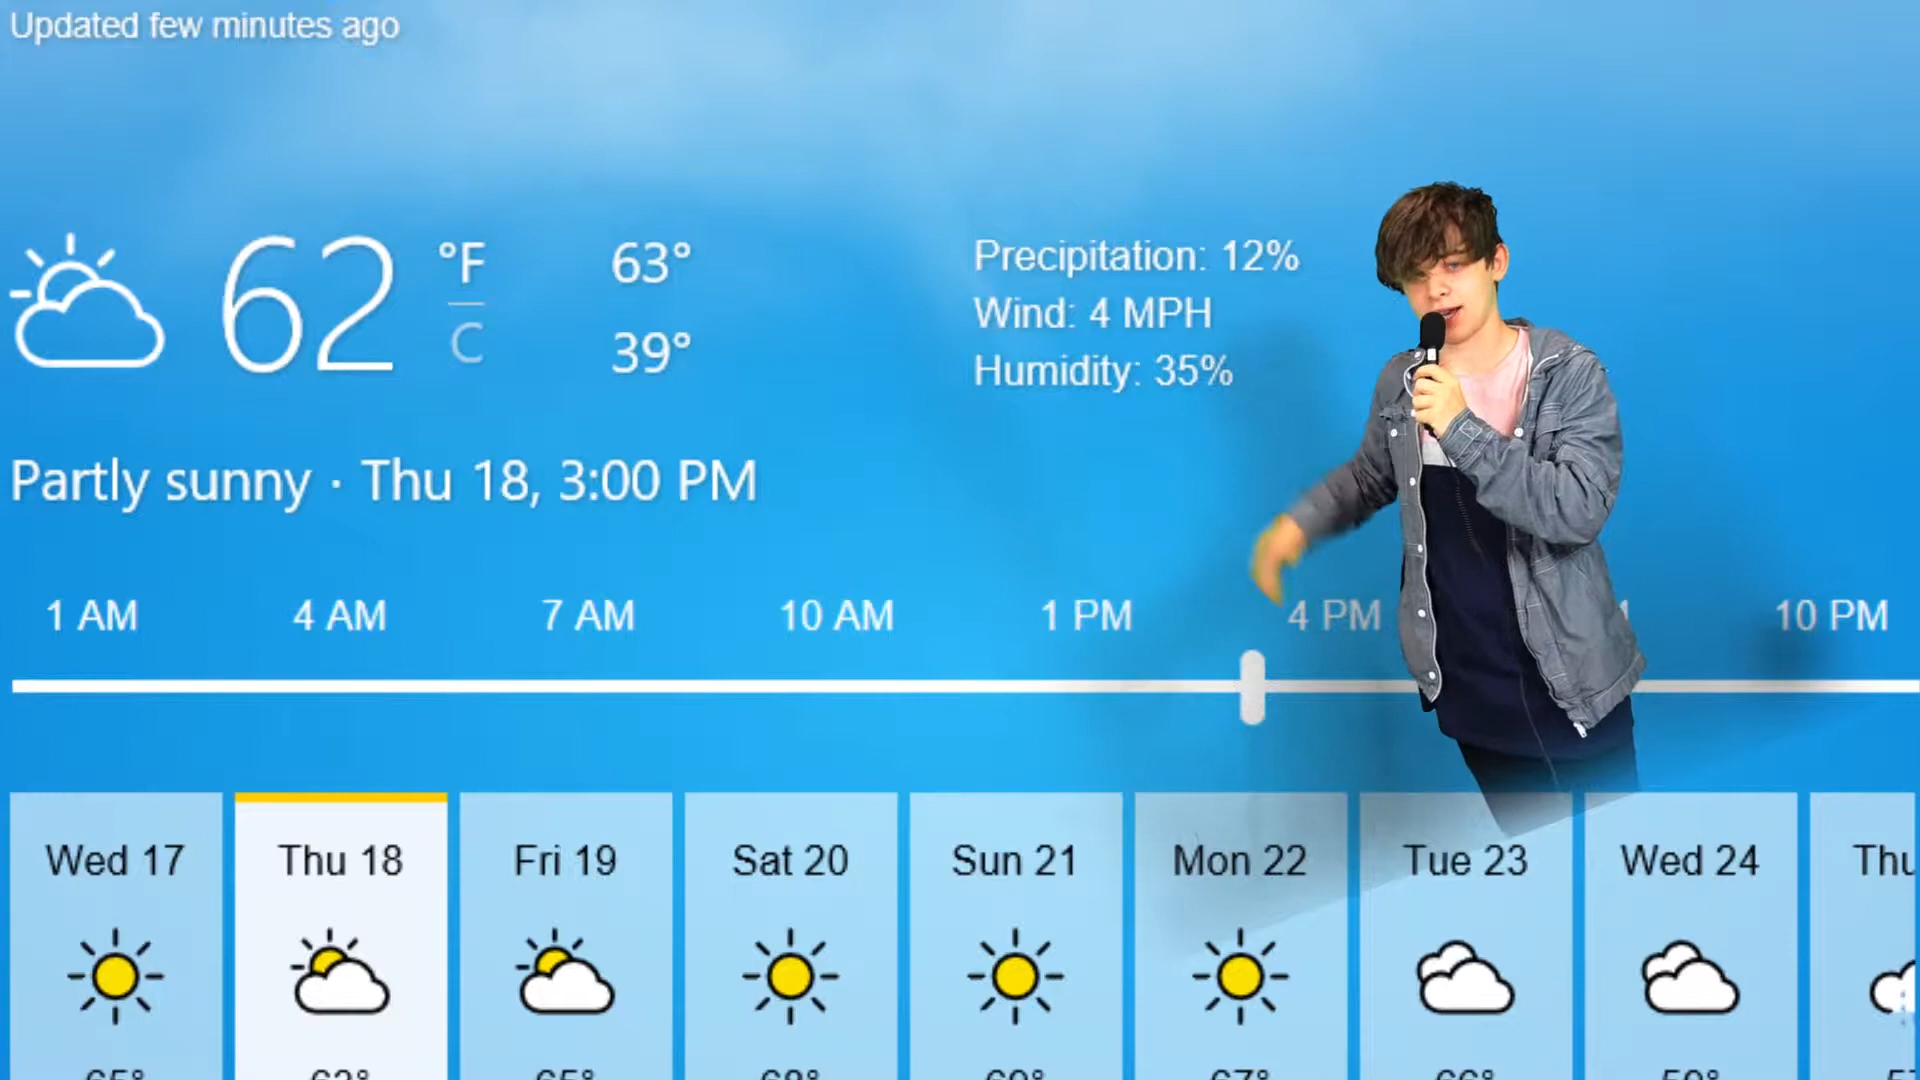 Updated few minutes ago
62 °F C 63° 39°
Precipitation: 12%
Wind: 4 MPH
Humidity: 35%
Partly sunny · Thu 18, 3:00 PM
1 AM 4 AM 7 AM 10 AM 1 PM 4 PM 10 PM
Wed 17 Thu 18 Fri 19 Sat 20 Sun 21 Mon 22 Tue 23 Wed 24 Thu